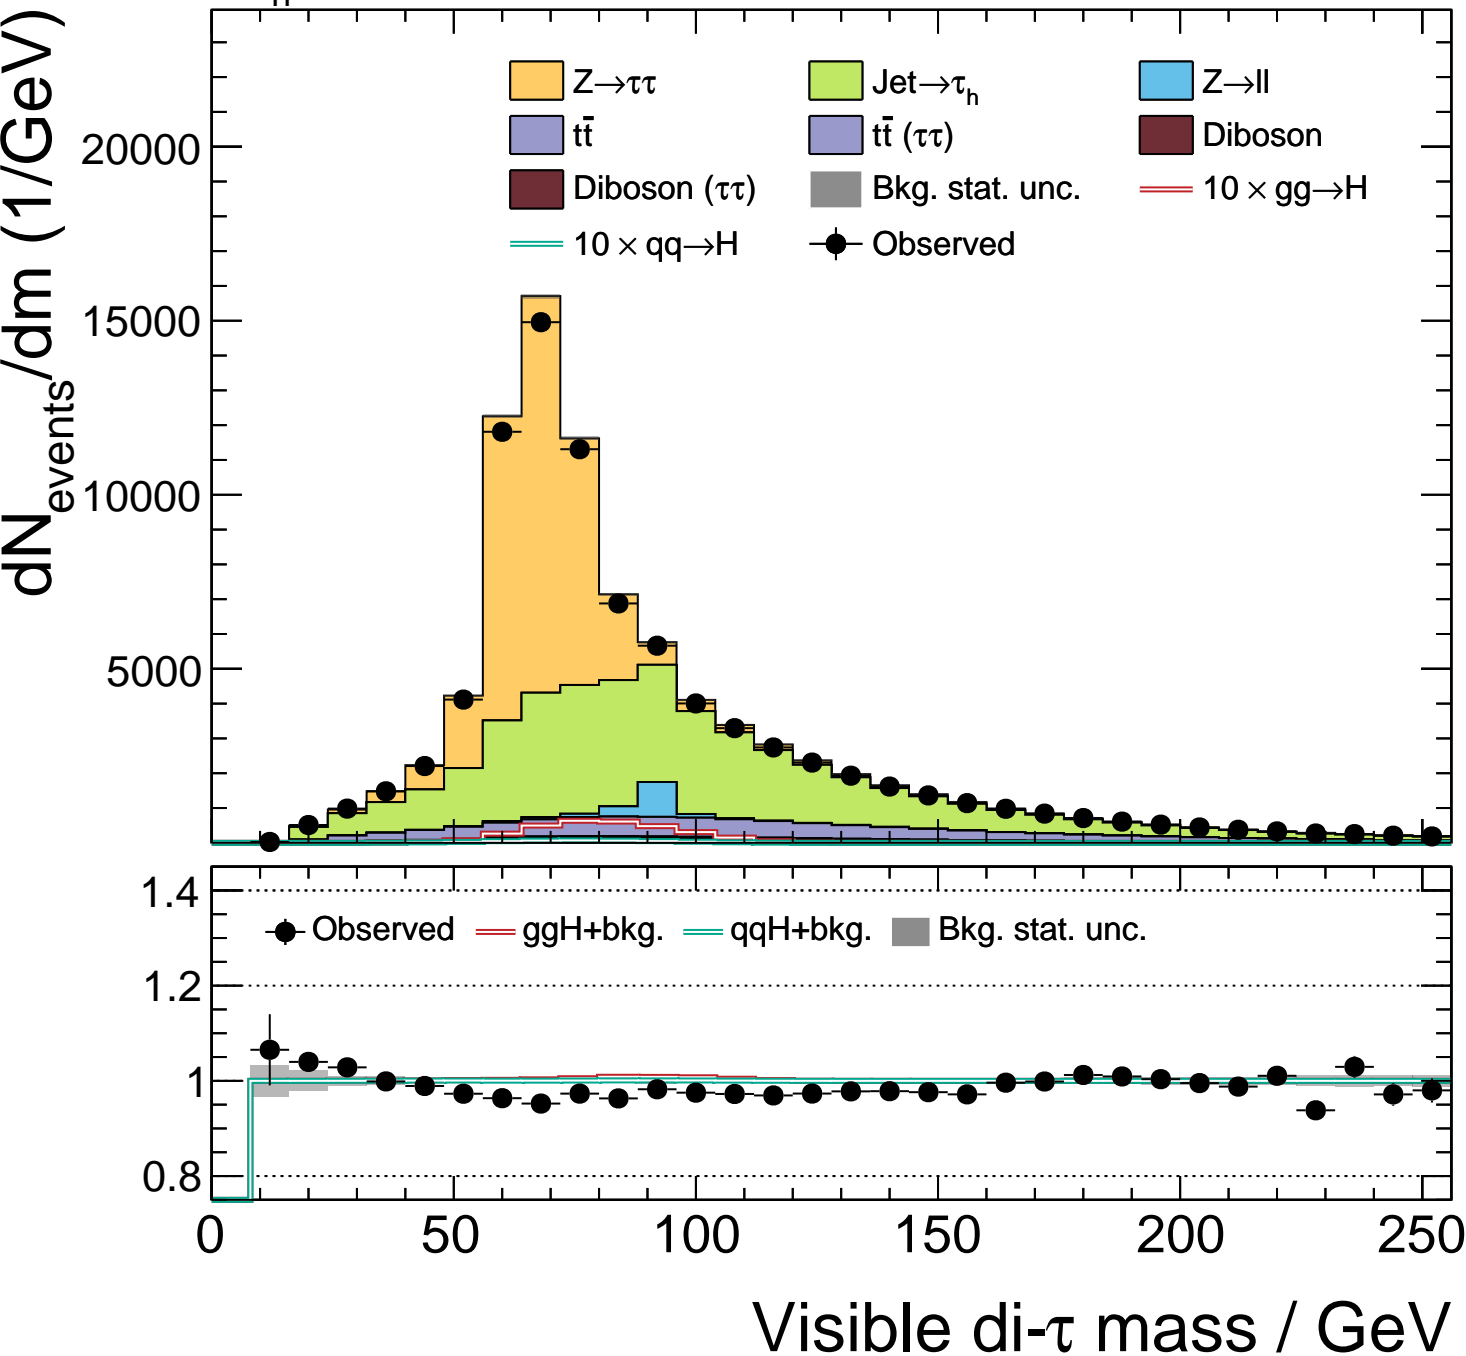 dN_events/dm (1/GeV)
Z→ττ Jet→τ_h Z→ll
tt̄ tt̄ (ττ) Diboson
Diboson (ττ) Bkg. stat. unc. 10 × gg→H
10 × qq→H Observed
20000
15000
10000
5000
Observed ggH+bkg. qqH+bkg. Bkg. stat. unc.
1.4
1.2
1
0.8
0 50 100 150 200 250
Visible di-τ mass / GeV